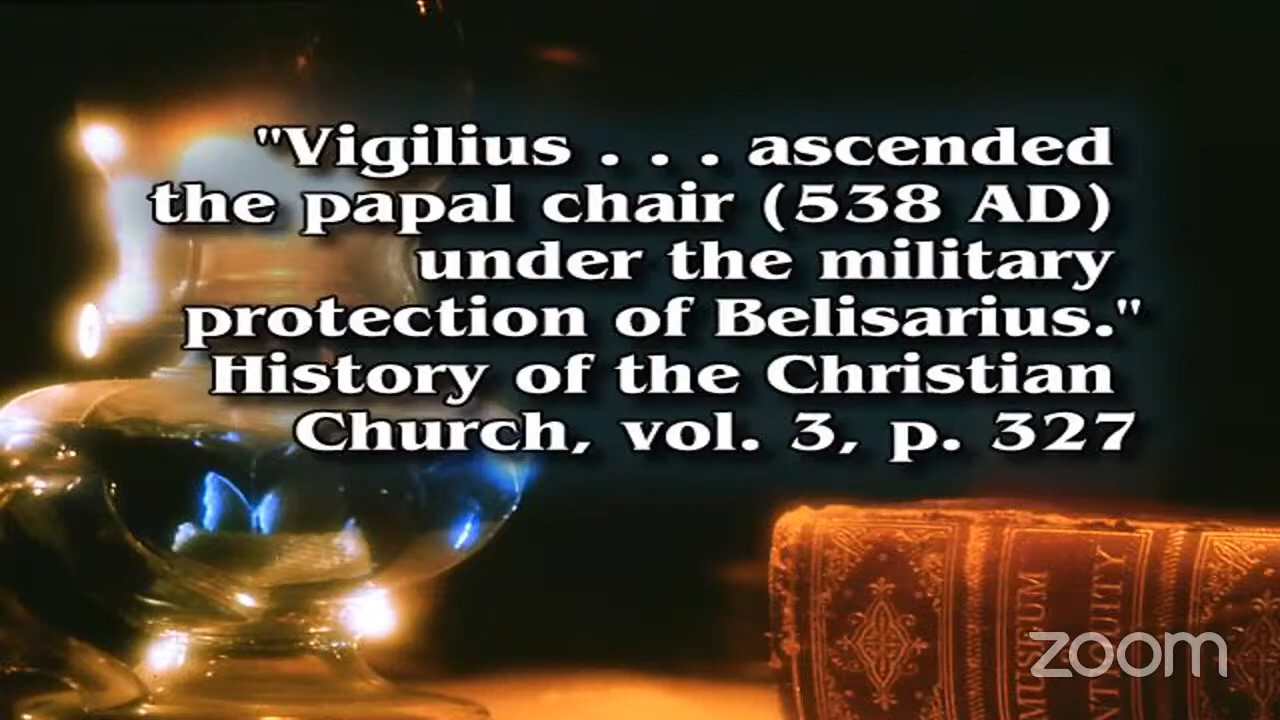 "Vigilius . . . ascended
the papal chair (538 AD)
under the military
protection of Belisarius."
History of the Christian
Church, vol. 3, p. 327
MUSEUM
zoom